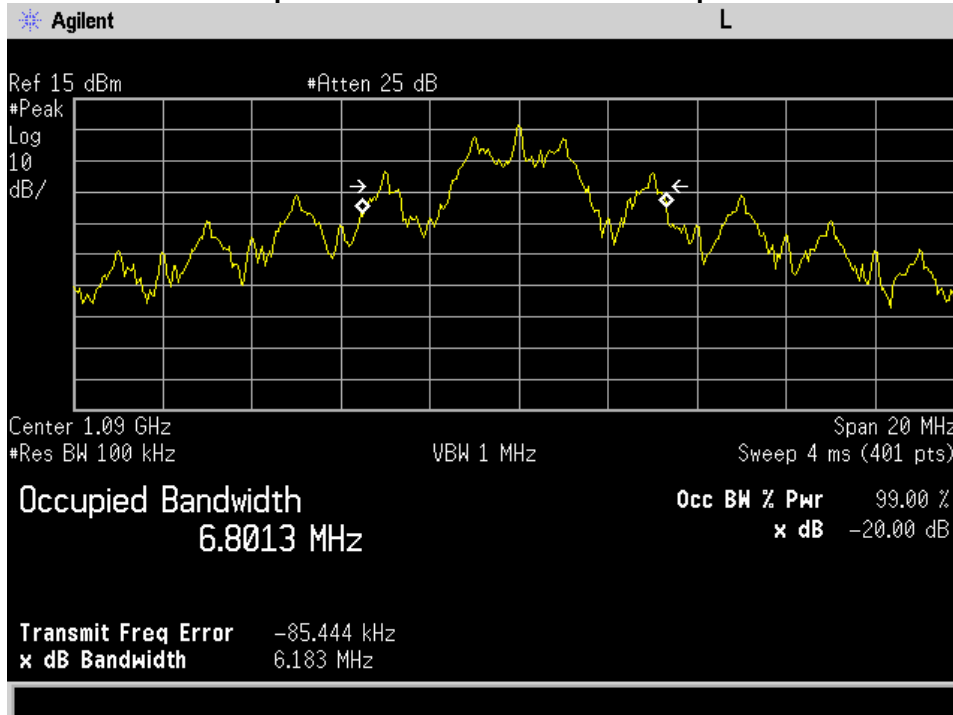 Agilent L
Ref 15 dBm #Atten 25 dB
#Peak
Log
10
dB/
Center 1.09 GHz Span 20 MHz
#Res BW 100 kHz VBW 1 MHz Sweep 4 ms (401 pts)
Occupied Bandwidth Occ BW % Pwr 99.00 %
6.8013 MHz x dB -20.00 dB
Transmit Freq Error -85.444 kHz
x dB Bandwidth 6.183 MHz